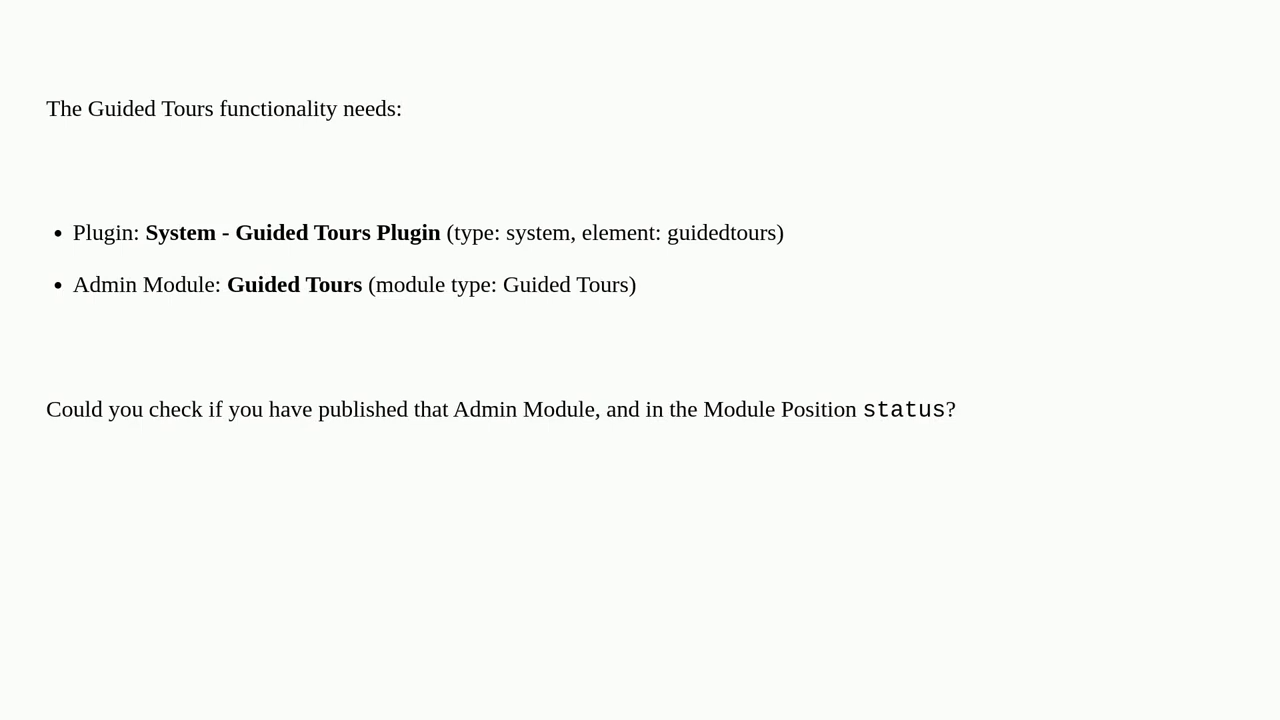 The Guided Tours functionality needs:
• Plugin: System - Guided Tours Plugin (type: system, element: guidedtours)
• Admin Module: Guided Tours (module type: Guided Tours)
Could you check if you have published that Admin Module, and in the Module Position status?